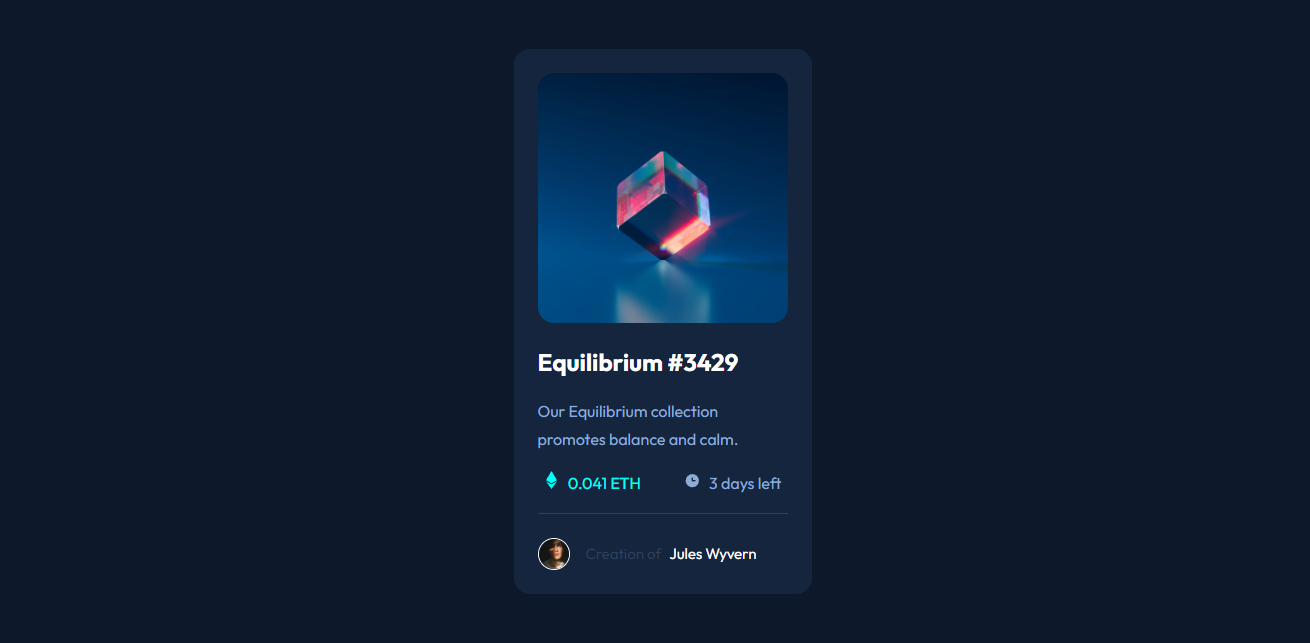 Equilibrium #3429
Our Equilibrium collection
promotes balance and calm.
0.041 ETH 3 days left
Creation of Jules Wyvern